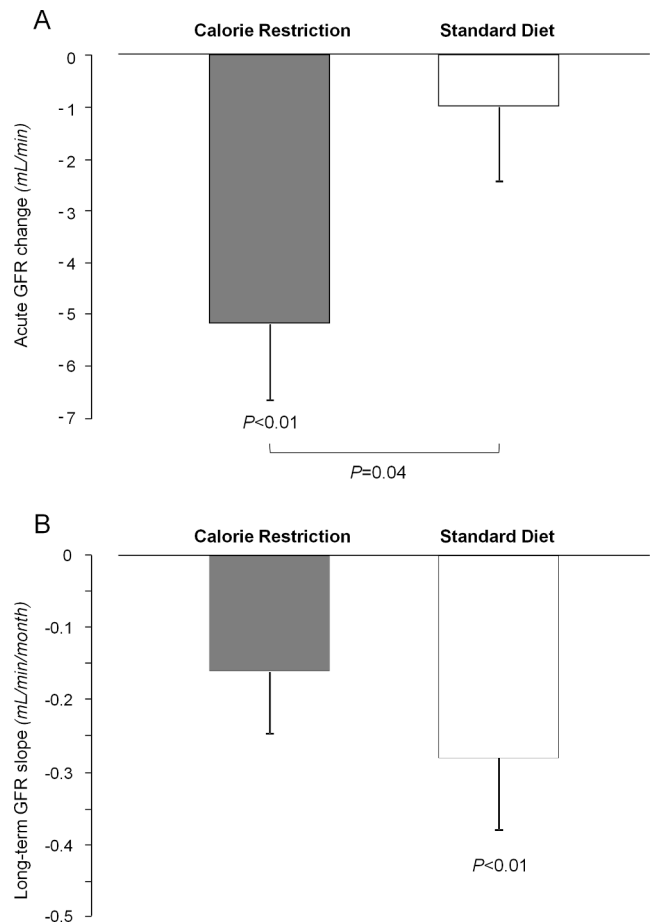 A
Calorie Restriction Standard Diet
Acute GFR change (mL/min)
0
-1
-2
-3
-4
-5
-6
-7
P<0.01
P=0.04
B
Calorie Restriction Standard Diet
Long-term GFR slope (mL/min/month)
0
-0.1
-0.2
-0.3
-0.4
-0.5
P<0.01